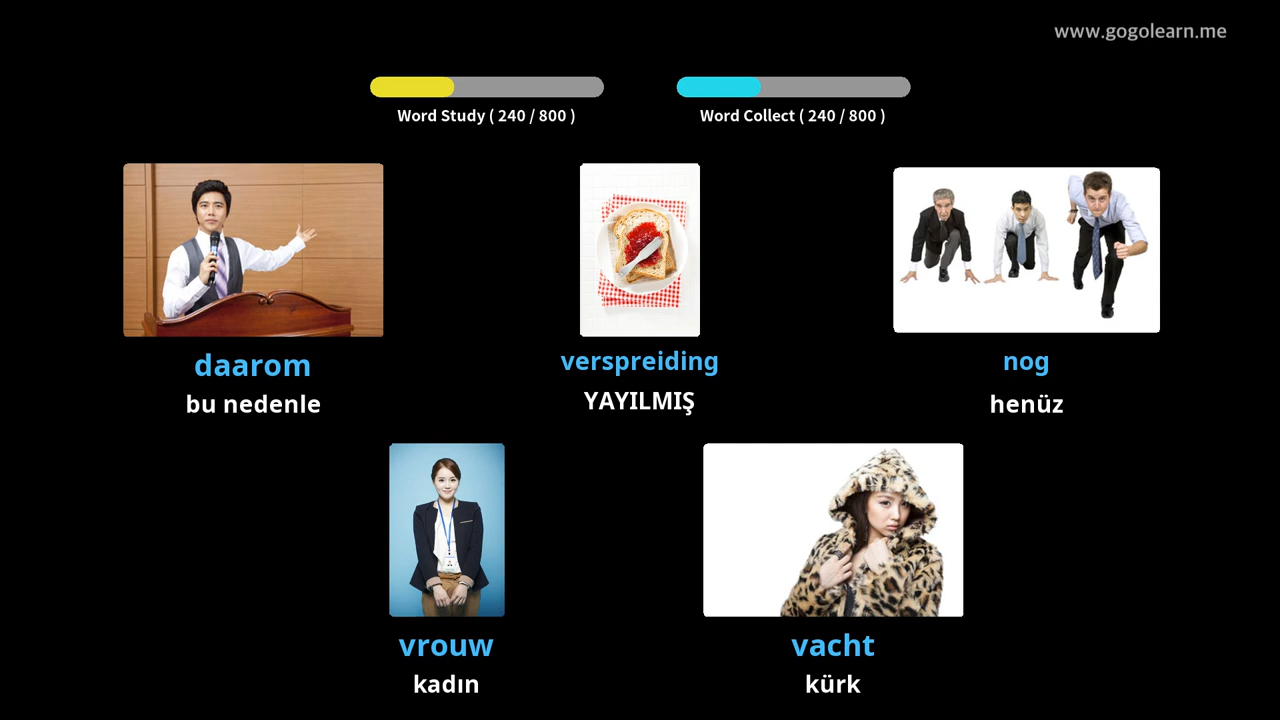 www.gogolearn.me
Word Study ( 240 / 800 )
Word Collect ( 240 / 800 )
daarom
bu nedenle
verspreiding
YAYILMIŞ
nog
henüz
vrouw
kadın
vacht
kürk